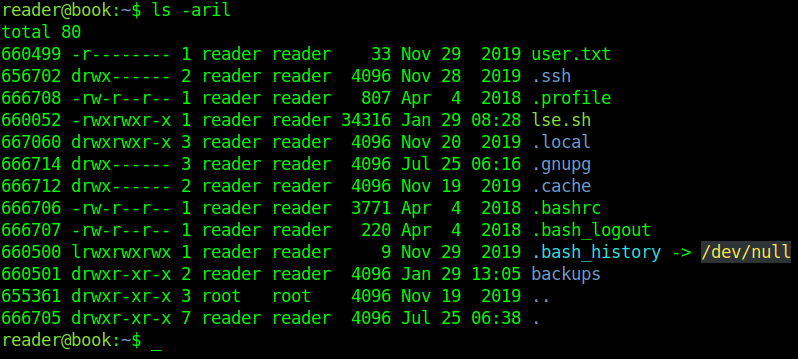 reader@book:~$ ls -aril
total 80
660499 -r-------- 1 reader reader    33 Nov 29  2019 user.txt
656702 drwx------ 2 reader reader  4096 Nov 28  2019 .ssh
666708 -rw-r--r-- 1 reader reader   807 Apr  4  2018 .profile
660052 -rwxrwxr-x 1 reader reader 34316 Jan 29 08:28 lse.sh
667060 drwxrwxr-x 3 reader reader  4096 Nov 20  2019 .local
666714 drwx------ 3 reader reader  4096 Jul 25 06:16 .gnupg
666712 drwx------ 2 reader reader  4096 Nov 19  2019 .cache
666706 -rw-r--r-- 1 reader reader  3771 Apr  4  2018 .bashrc
666707 -rw-r--r-- 1 reader reader   220 Apr  4  2018 .bash_logout
660500 lrwxrwxrwx 1 reader reader     9 Nov 29  2019 .bash_history -> /dev/null
660501 drwxr-xr-x 2 reader reader  4096 Jan 29 13:05 backups
655361 drwxr-xr-x 3 root   root    4096 Nov 19  2019 ..
666705 drwxr-xr-x 7 reader reader  4096 Jul 25 06:38 .
reader@book:~$ _